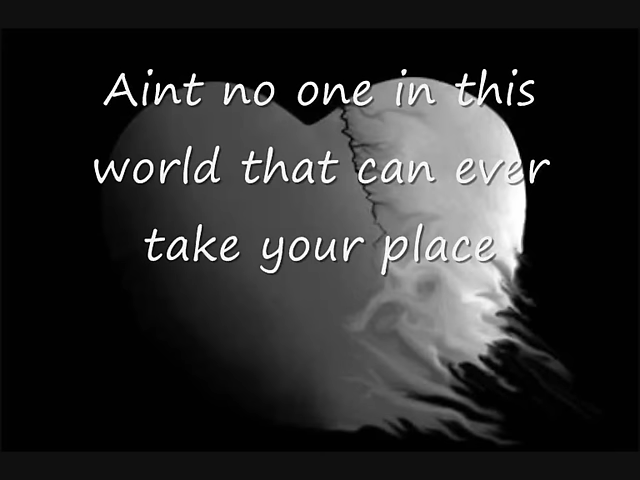 Aint no one in this
world that can ever
take your place